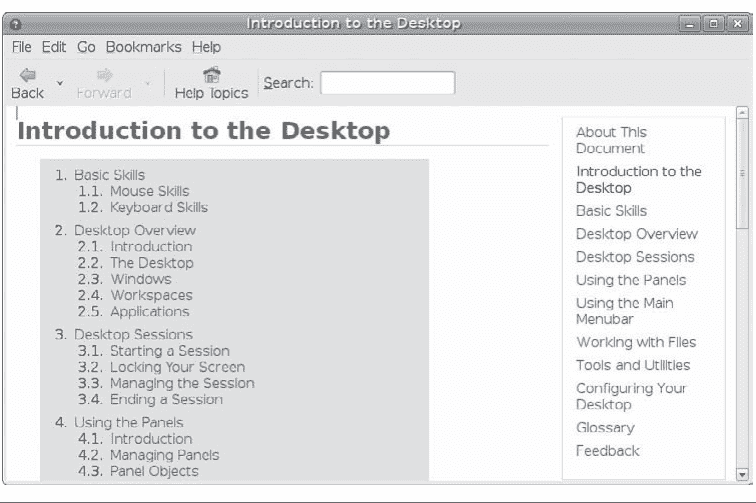 Introduction to the Desktop
File Edit Go Bookmarks Help
Back Forward Help Topics Search:
Introduction to the Desktop
1. Basic Skills
1.1. Mouse Skills
1.2. Keyboard Skills
2. Desktop Overview
2.1. Introduction
2.2. The Desktop
2.3. Windows
2.4. Workspaces
2.5. Applications
3. Desktop Sessions
3.1. Starting a Session
3.2. Locking Your Screen
3.3. Managing the Session
3.4. Ending a Session
4. Using the Panels
4.1. Introduction
4.2. Managing Panels
4.3. Panel Objects
About This
Document
Introduction to the
Desktop
Basic Skills
Desktop Overview
Desktop Sessions
Using the Panels
Using the Main
Menubar
Working with Files
Tools and Utilities
Configuring Your
Desktop
Glossary
Feedback